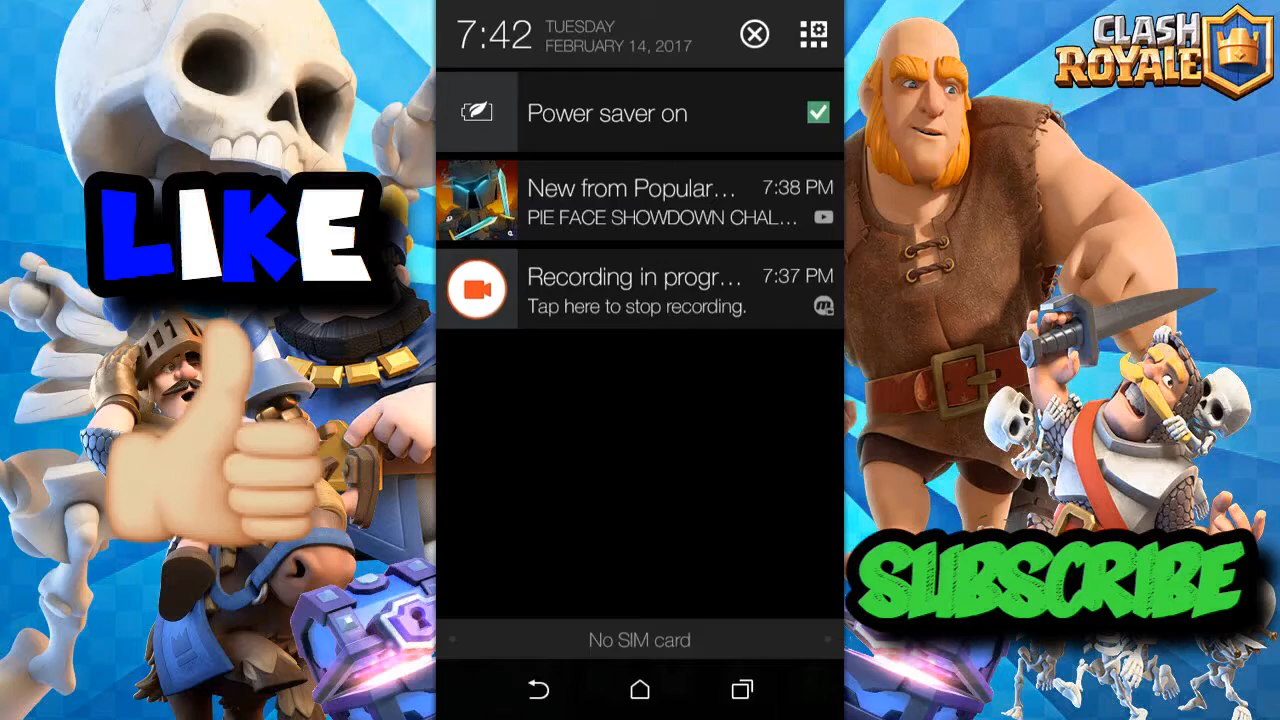 7:42
TUESDAY
FEBRUARY 14, 2017
CLASH
ROYALE
Power saver on
LIKE
New from Popular... 7:38 PM
PIE FACE SHOWDOWN CHAL...
Recording in progr... 7:37 PM
Tap here to stop recording.
SUBSCRIBE
No SIM card